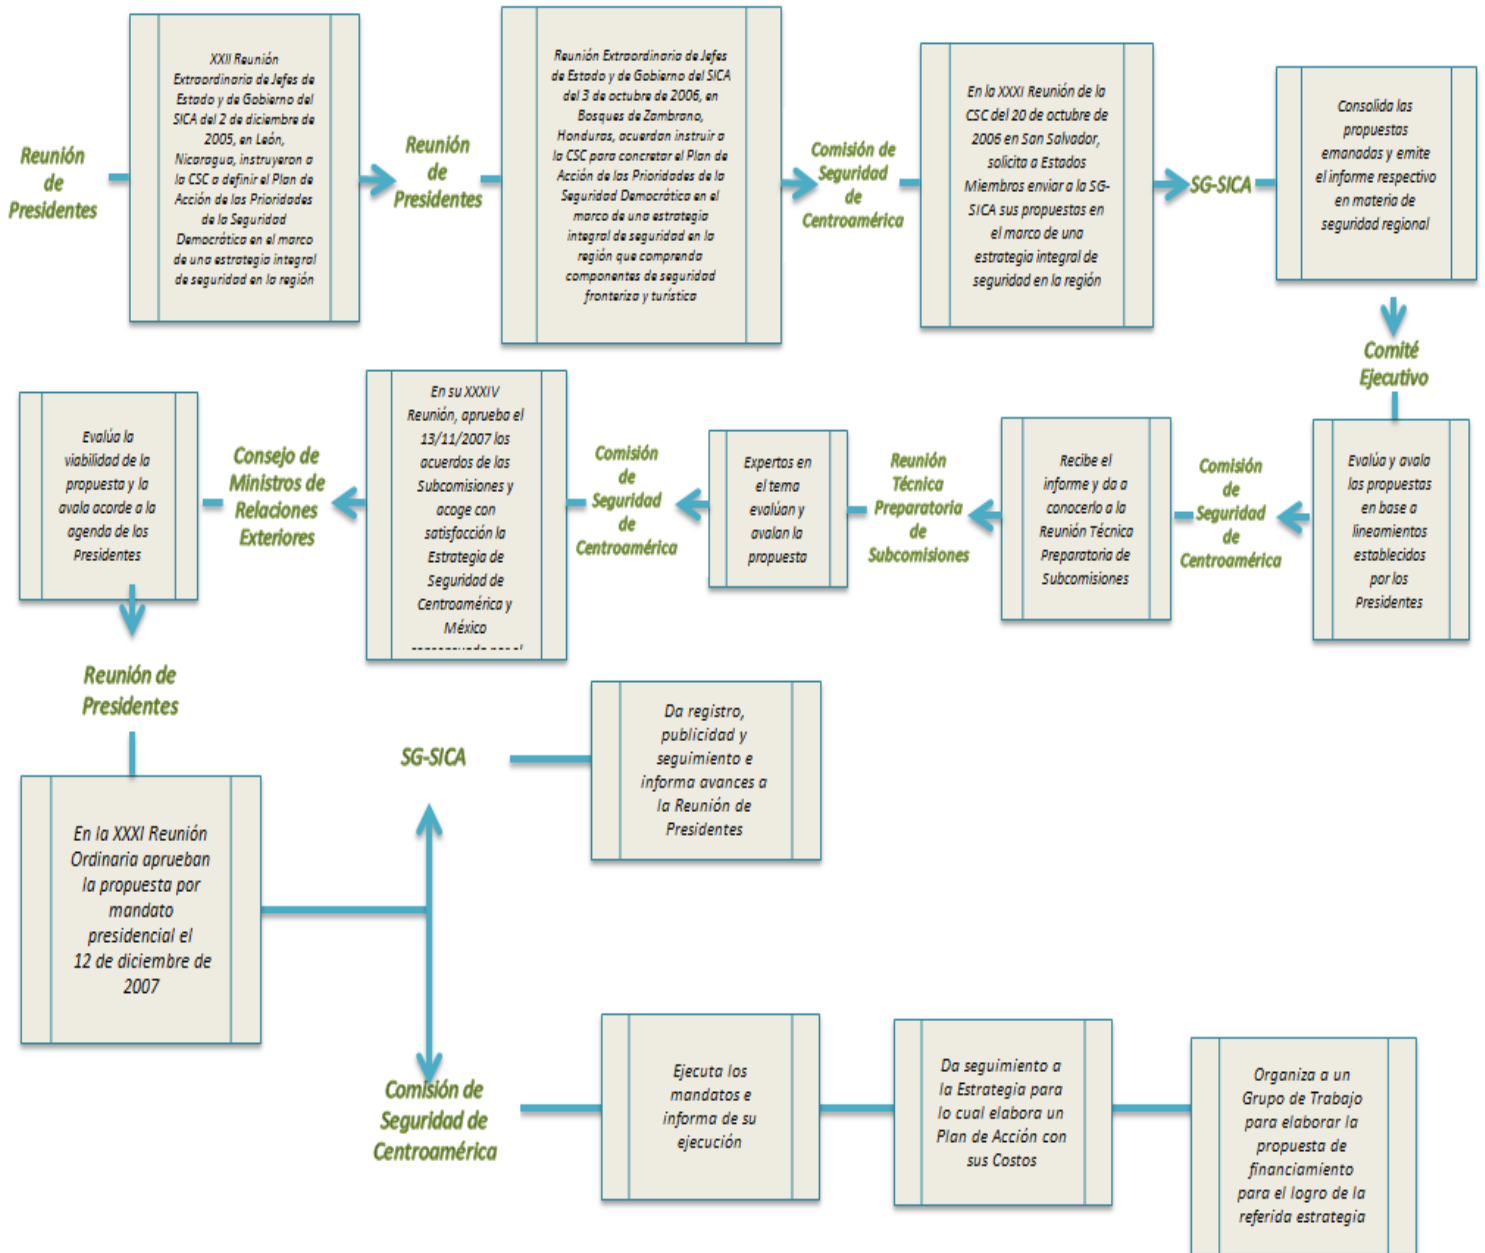 Reunión
de
Presidentes
XXII Reunión
Extraordinaria de Jefes de
Estado y de Gobierno del
SICA del 2 de diciembre de
2005, en León,
Nicaragua, instruyeron a
la CSC a definir el Plan de
Acción de las Prioridades
de la Seguridad
Democrática en el marco
de una estrategia integral
de seguridad en la región
Reunión
de
Presidentes
Reunión Extraordinaria de Jefes
de Estado y de Gobierno del SICA
del 3 de octubre de 2006, en
Bosques de Zambrano,
Honduras, acuerdan instruir a
la CSC para concretar el Plan de
Acción de las Prioridades de la
Seguridad Democrática en el
marco de una estrategia
integral de seguridad en la
región que comprenda
componentes de seguridad
fronteriza y turística
Comisión de
Seguridad
de
Centroamérica
En la XXXI Reunión de la
CSC del 20 de octubre de
2006 en San Salvador,
solicita a Estados
Miembros enviar a la SG-
SICA sus propuestas en
el marco de una
estrategia integral de
seguridad en la región
SG-SICA
Consolida las
propuestas
emanadas y emite
el informe respectivo
en materia de
seguridad regional
Comité
Ejecutivo
Evalúa y avala
las propuestas
en base a
lineamientos
establecidos
por los
Presidentes
Comisión
de
Seguridad
de
Centroamérica
Recibe el
informe y da a
conocerlo a la
Reunión Técnica
Preparatoria de
Subcomisiones
Reunión
Técnica
Preparatoria
de
Subcomisiones
Expertos en
el tema
evalúan y
avalan la
propuesta
Comisión
de
Seguridad
de
Centroamérica
En su XXXIV
Reunión, aprueba el
13/11/2007 los
acuerdos de las
Subcomisiones y
acoge con
satisfacción la
Estrategia de
Seguridad de
Centroamérica y
México
Consejo de
Ministros de
Relaciones
Exteriores
Evalúa la
viabilidad de la
propuesta y la
avala acorde a la
agenda de los
Presidentes
Reunión de
Presidentes
En la XXXI Reunión
Ordinaria aprueban
la propuesta por
mandato
presidencial el
12 de diciembre de
2007
SG-SICA
Da registro,
publicidad y
seguimiento e
informa avances a
la Reunión de
Presidentes
Comisión de
Seguridad de
Centroamérica
Ejecuta los
mandatos e
informa de su
ejecución
Da seguimiento a
la Estrategia para
lo cual elabora un
Plan de Acción con
sus Costos
Organiza a un
Grupo de Trabajo
para elaborar la
propuesta de
financiamiento
para el logro de la
referida estrategia